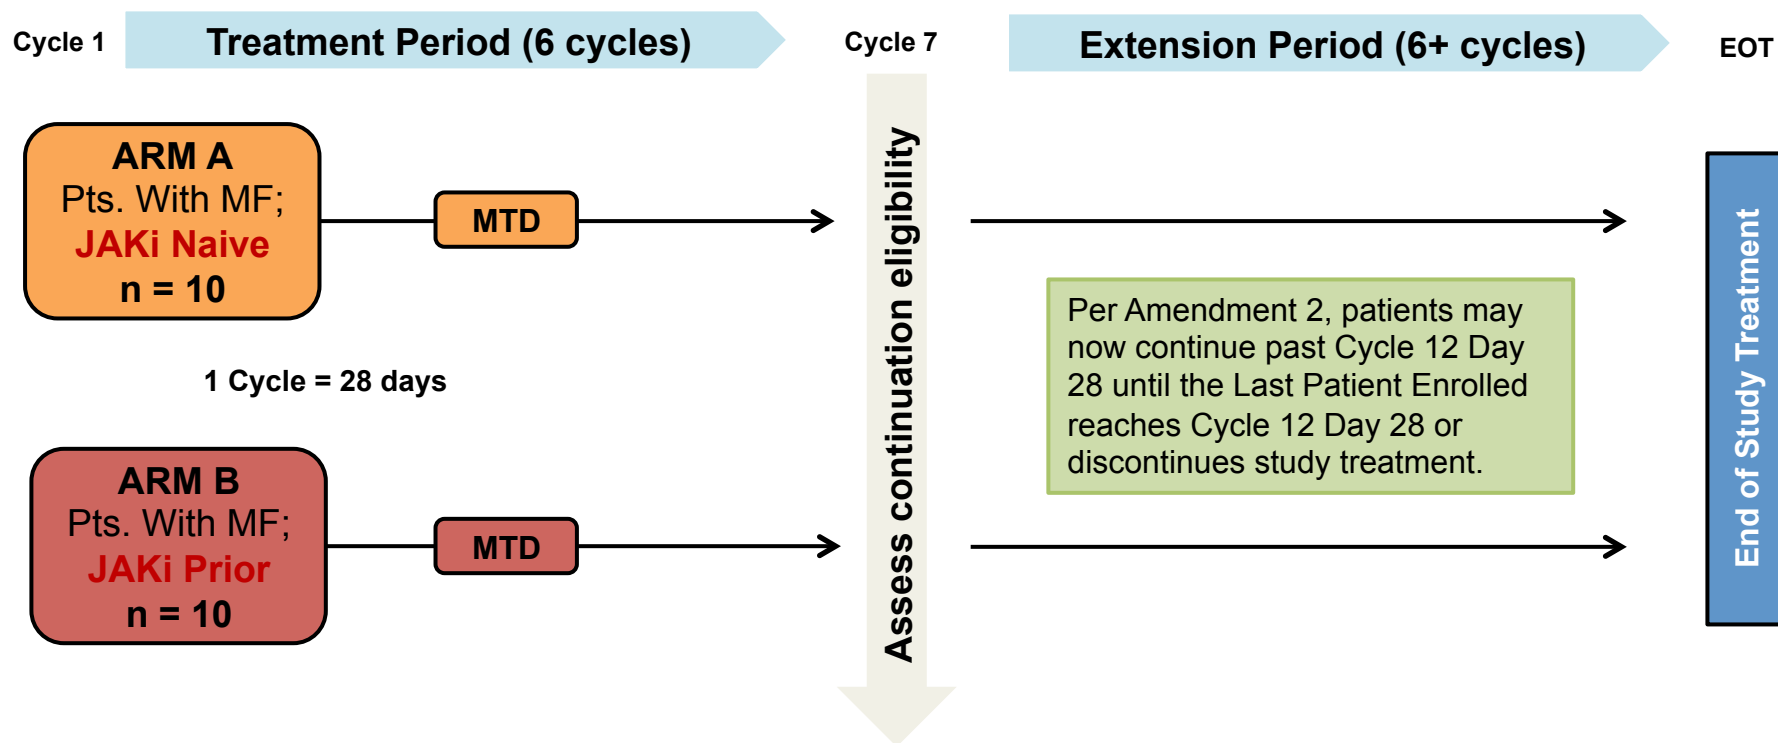 Cycle 1
Treatment Period (6 cycles)
Cycle 7
Extension Period (6+ cycles)
EOT
ARM A
Pts. With MF;
JAKi Naive
n = 10
MTD
1 Cycle = 28 days
ARM B
Pts. With MF;
JAKi Prior
n = 10
MTD
Assess continuation eligibility
Per Amendment 2, patients may
now continue past Cycle 12 Day
28 until the Last Patient Enrolled
reaches Cycle 12 Day 28 or
discontinues study treatment.
End of Study Treatment